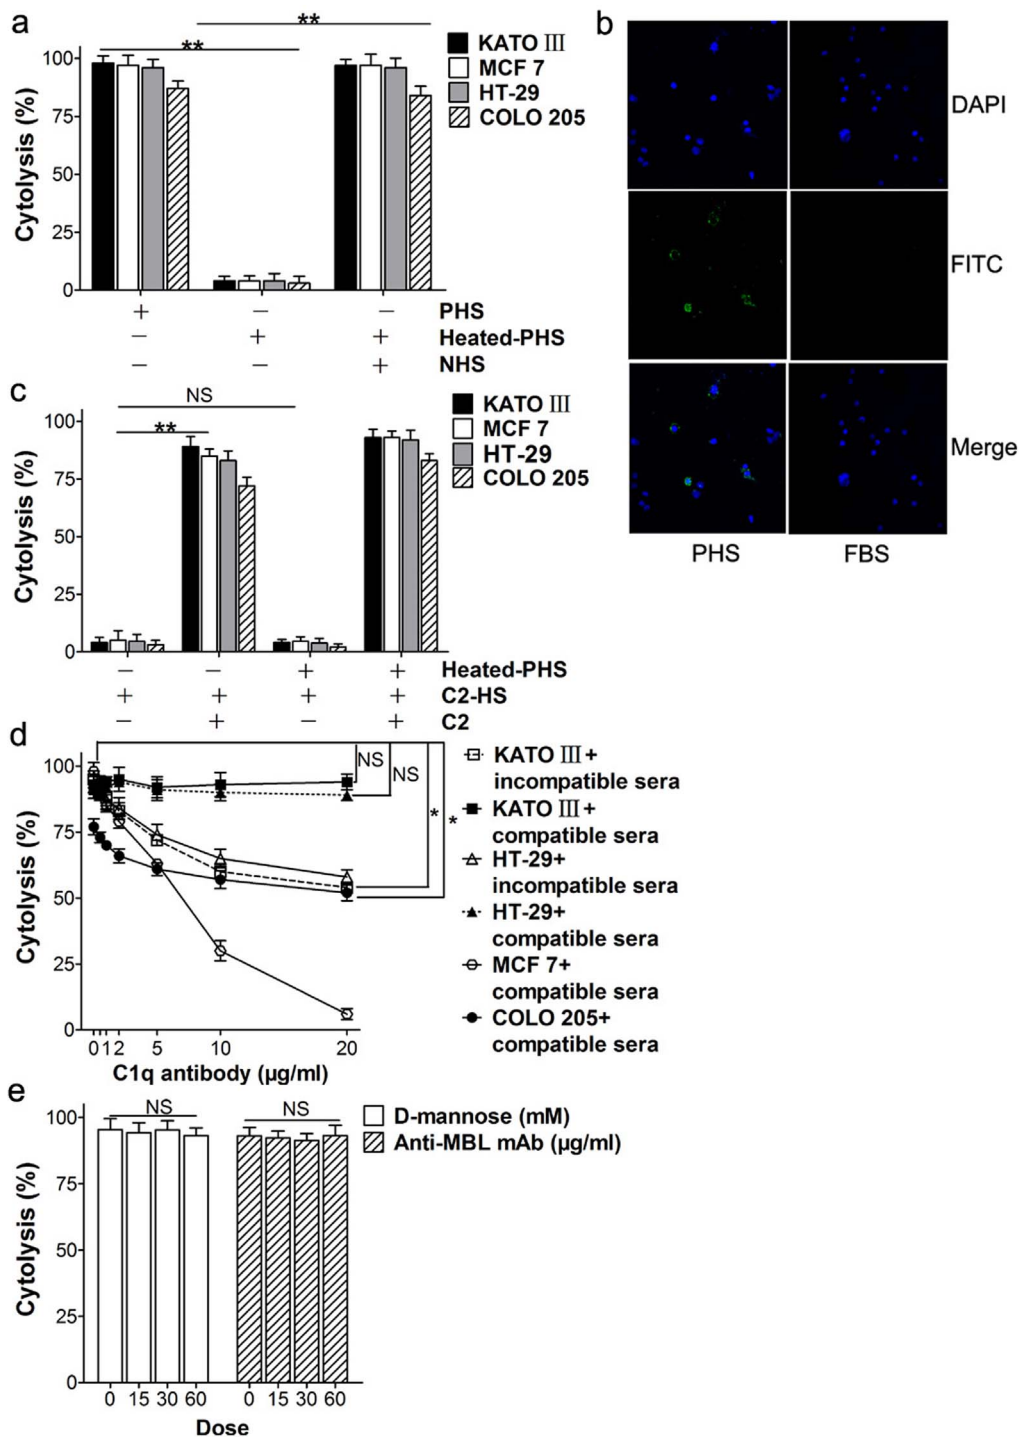 a
**
**
100
75
50
25
0
Cytolysis (%)
KATO Ⅲ
MCF 7
HT-29
COLO 205
+ − − PHS
− + + Heated-PHS
− − + NHS
b
DAPI
FITC
Merge
PHS FBS
c
NS
**
100
75
50
25
0
Cytolysis (%)
KATO Ⅲ
MCF 7
HT-29
COLO 205
− − + + Heated-PHS
+ + + + C2-HS
− + − + C2
d
NS
NS
*
*
100
75
50
25
0
Cytolysis (%)
0 1 2 5 10 20
C1q antibody (µg/ml)
KATO Ⅲ+
incompatible sera
KATO Ⅲ+
compatible sera
HT-29+
incompatible sera
HT-29+
compatible sera
MCF 7+
compatible sera
COLO 205+
compatible sera
e
NS
NS
100
75
50
25
0
Cytolysis (%)
D-mannose (mM)
Anti-MBL mAb (µg/ml)
0 15 30 60 0 15 30 60
Dose